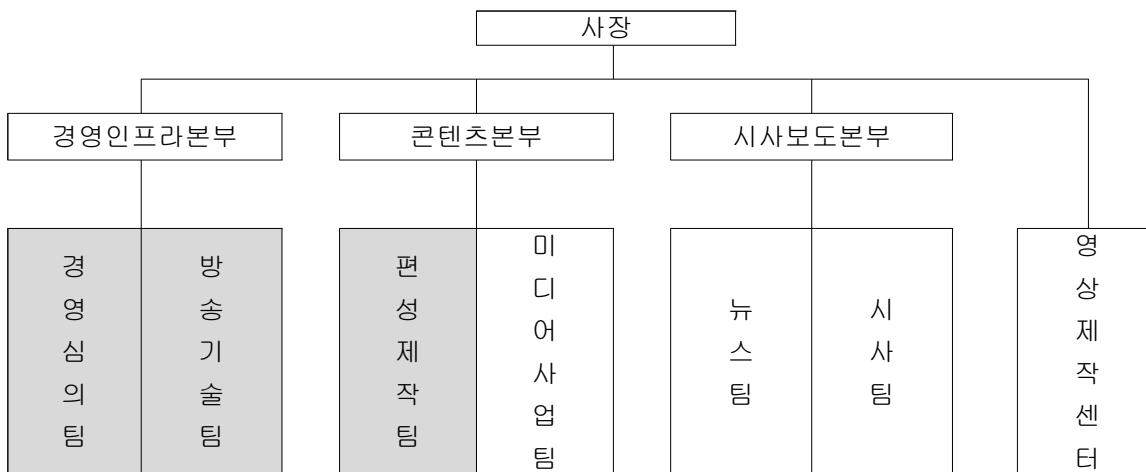 사장
경영인프라본부
콘텐츠본부
시사보도본부
경영심의팀
방송기술팀
편성제작팀
미디어사업팀
뉴스팀
시사팀
영상제작센터